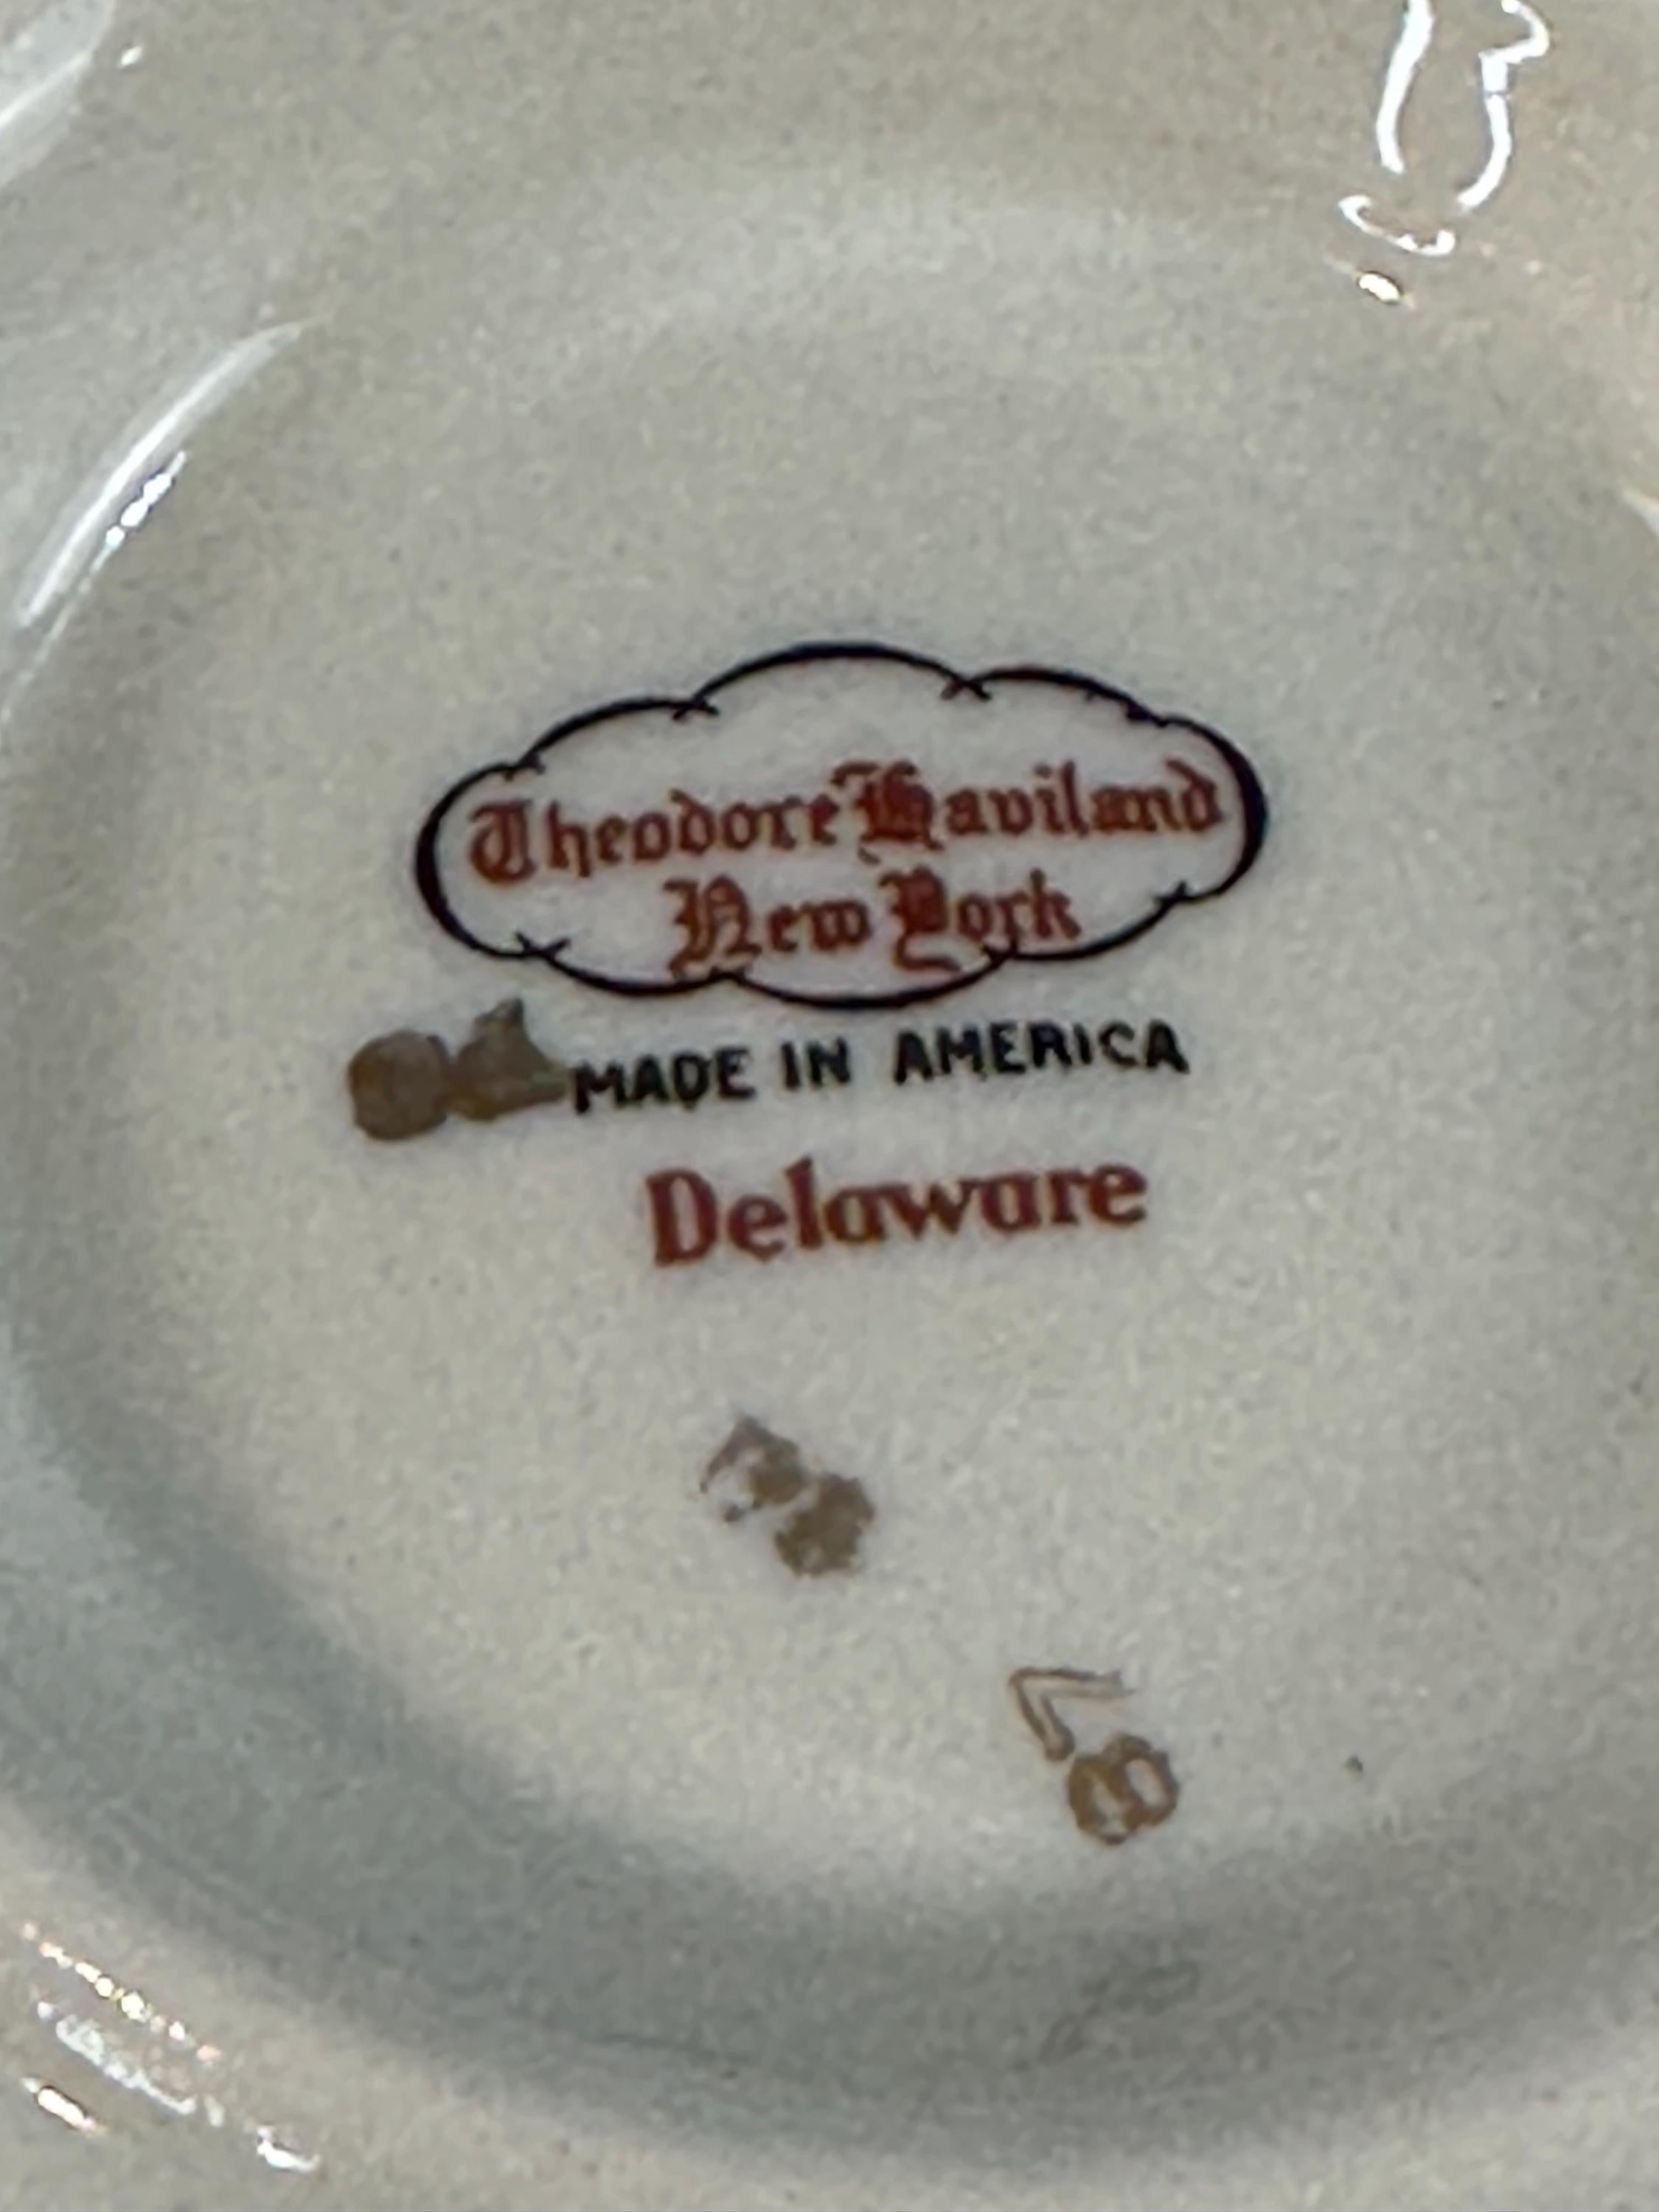 Theodore Haviland
New York
MADE IN AMERICA
Delaware